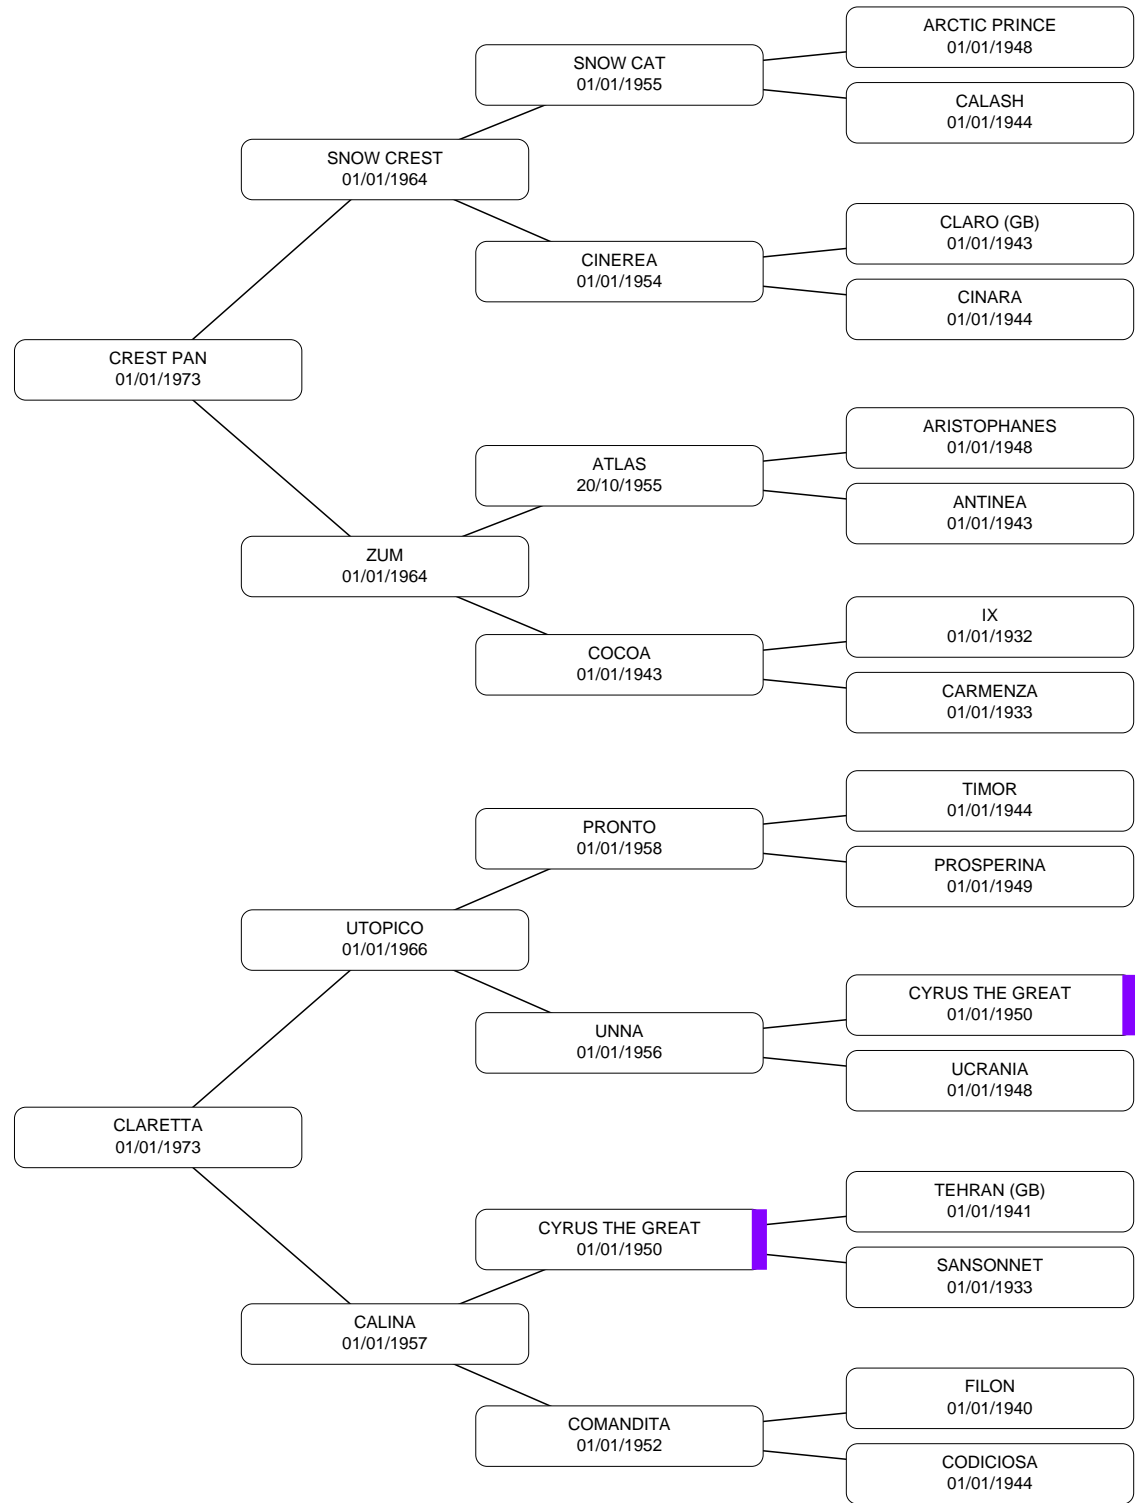 ARCTIC PRINCE
01/01/1948
SNOW CAT
01/01/1955
CALASH
01/01/1944
SNOW CREST
01/01/1964
CLARO (GB)
01/01/1943
CINEREA
01/01/1954
CINARA
01/01/1944
CREST PAN
01/01/1973
ARISTOPHANES
01/01/1948
ATLAS
20/10/1955
ANTINEA
01/01/1943
ZUM
01/01/1964
IX
01/01/1932
COCOA
01/01/1943
CARMENZA
01/01/1933
TIMOR
01/01/1944
PRONTO
01/01/1958
PROSPERINA
01/01/1949
UTOPICO
01/01/1966
CYRUS THE GREAT
01/01/1950
UNNA
01/01/1956
UCRANIA
01/01/1948
CLARETTA
01/01/1973
TEHRAN (GB)
01/01/1941
CYRUS THE GREAT
01/01/1950
SANSONNET
01/01/1933
CALINA
01/01/1957
FILON
01/01/1940
COMANDITA
01/01/1952
CODICIOSA
01/01/1944